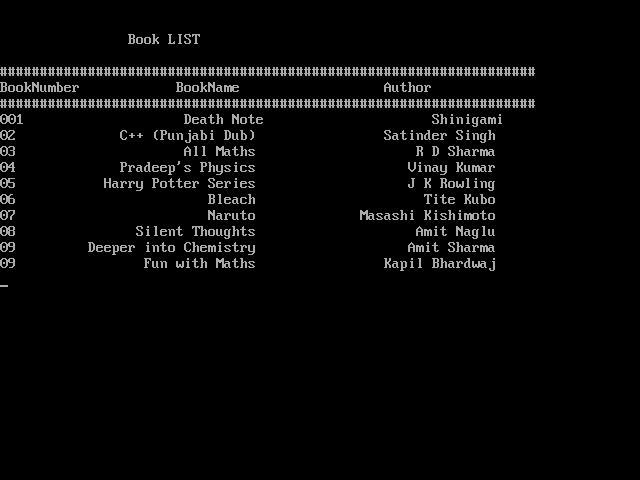 Book LIST
###################################################################
BookNumber BookName Author
###################################################################
001 Death Note Shinigami
02 C++ (Punjabi Dub) Satinder Singh
03 All Maths R D Sharma
04 Pradeep's Physics Vinay Kumar
05 Harry Potter Series J K Rowling
06 Bleach Tite Kubo
07 Naruto Masashi Kishimoto
08 Silent Thoughts Amit Naglu
09 Deeper into Chemistry Amit Sharma
09 Fun with Maths Kapil Bhardwaj